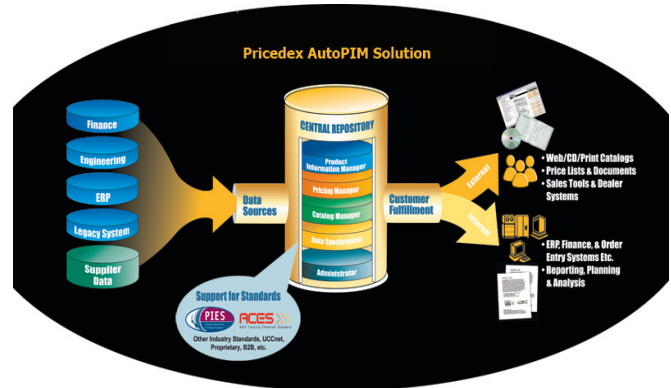 Pricedex AutoPIM Solution
Finance
Engineering
ERP
Legacy System
Supplier
Data
Data
Sources
CENTRAL REPOSITORY
Product
Information Manager
Pricing Manager
Catalog Manager
Data Synchronizer
Administrator
Customer
Fulfillment
External
Internal
• Web/CD/Print Catalogs
• Price Lists & Documents
• Sales Tools & Dealer
Systems
• ERP, Finance, & Order
Entry Systems Etc.
• Reporting, Planning
& Analysis
Support for Standards
PIES
ACES
Other Industry Standards, UCCnet,
Proprietary, B2B, etc.